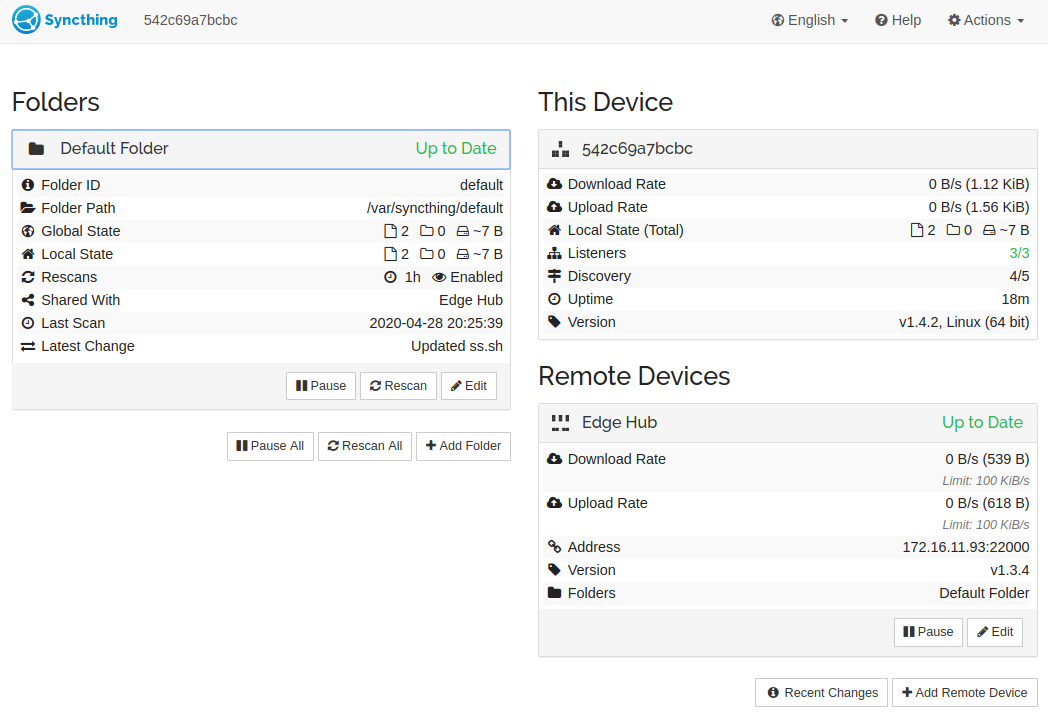 Syncthing 542c69a7bcbc English Help Actions
Folders
Default Folder Up to Date
Folder ID default
Folder Path /var/syncthing/default
Global State 2 0 ~7 B
Local State 2 0 ~7 B
Rescans 1h Enabled
Shared With Edge Hub
Last Scan 2020-04-28 20:25:39
Latest Change Updated ss.sh
Pause Rescan Edit
Pause All Rescan All Add Folder
This Device
542c69a7bcbc
Download Rate 0 B/s (1.12 KiB)
Upload Rate 0 B/s (1.56 KiB)
Local State (Total) 2 0 ~7 B
Listeners 3/3
Discovery 4/5
Uptime 18m
Version v1.4.2, Linux (64 bit)
Remote Devices
Edge Hub Up to Date
Download Rate 0 B/s (539 B)
Limit: 100 KiB/s
Upload Rate 0 B/s (618 B)
Limit: 100 KiB/s
Address 172.16.11.93:22000
Version v1.3.4
Folders Default Folder
Pause Edit
Recent Changes Add Remote Device